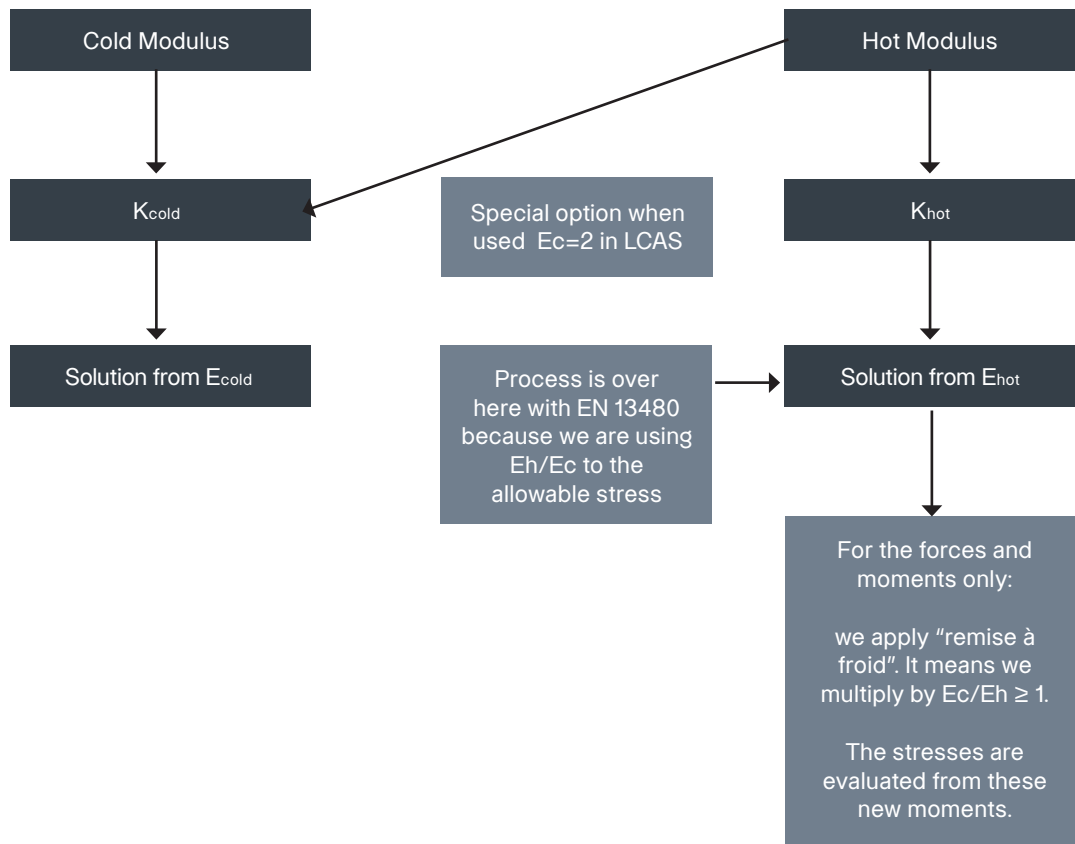 Cold Modulus
Hot Modulus
Kcold
Special option when
used Ec=2 in LCAS
Khot
Solution from Ecold
Process is over
here with EN 13480
because we are using
Eh/Ec to the
allowable stress
Solution from Ehot
For the forces and
moments only:
we apply “remise à
froid”. It means we
multiply by Ec/Eh ≥ 1.
The stresses are
evaluated from these
new moments.